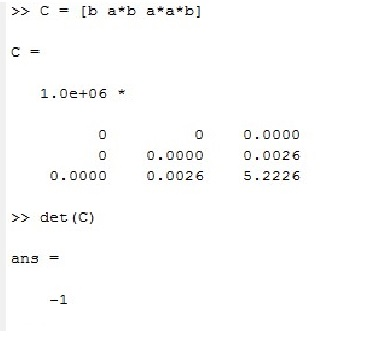 >> C = [b a*b a*a*b]
C =
1.0e+06 *
0 0 0.0000
0 0.0000 0.0026
0.0000 0.0026 5.2226
>> det(C)
ans =
-1